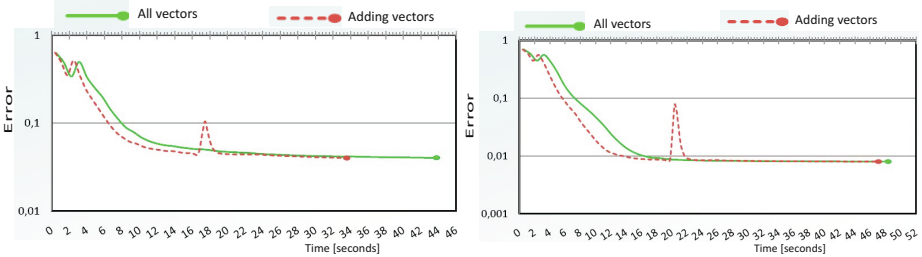 All vectors
Adding vectors
1
0,1
0,01
Error
0 2 4 6 8 10 12 14 16 18 20 22 24 26 28 30 32 34 36 38 40 42 44 46
Time [seconds]
All vectors
Adding vectors
1
0,1
0,01
0,001
Error
0 2 4 6 8 10 12 14 16 18 20 22 24 26 28 30 32 34 36 38 40 42 44 46 48 50 52
Time [seconds]